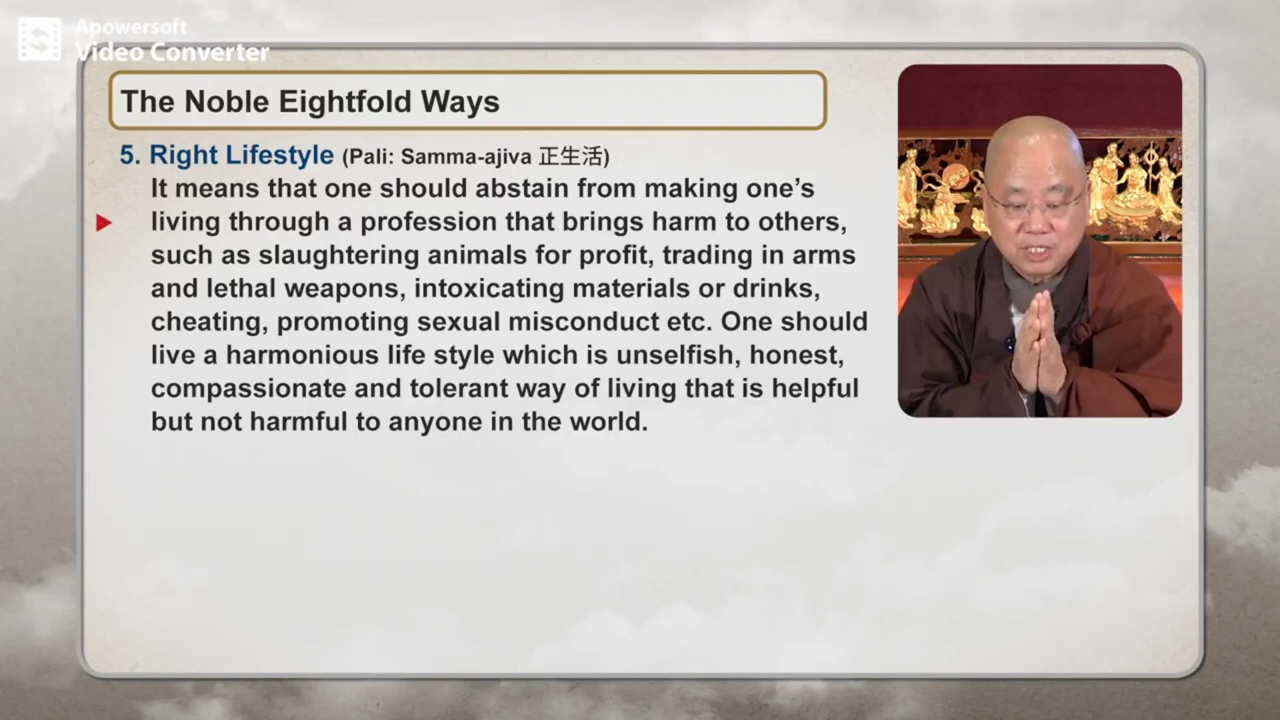 Apowersoft
Video Converter
The Noble Eightfold Ways
5. Right Lifestyle (Pali: Samma-ajiva 正生活)
It means that one should abstain from making one’s
living through a profession that brings harm to others,
such as slaughtering animals for profit, trading in arms
and lethal weapons, intoxicating materials or drinks,
cheating, promoting sexual misconduct etc. One should
live a harmonious life style which is unselfish, honest,
compassionate and tolerant way of living that is helpful
but not harmful to anyone in the world.